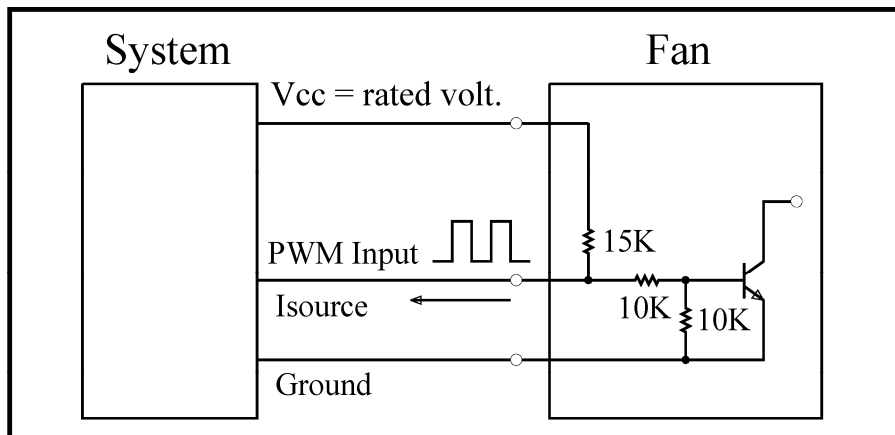 System
Fan
Vcc = rated volt.
15K
PWM Input
10K
10K
Isource
Ground